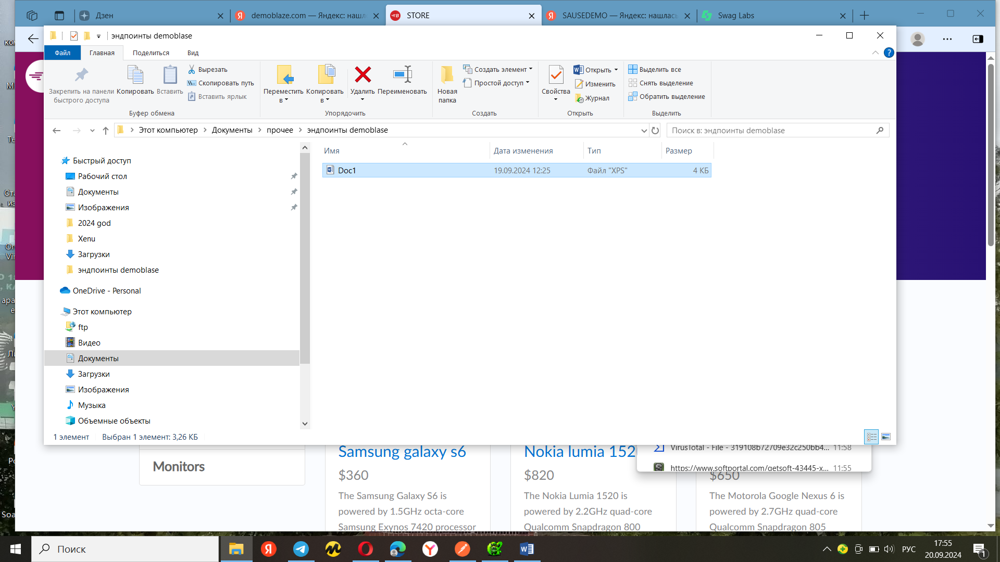 Дзен
demoblaze.com — Яндекс: нашл
STORE
SAUSEDEMO — Яндекс: нашлась
Swag Labs
эндпоинты demoblase
Файл
Главная
Поделиться
Вид
Закрепить на панели
быстрого доступа
Копировать
Вставить
Вырезать
Скопировать путь
Вставить ярлык
Буфер обмена
Переместить
в
Копировать
в
Удалить
Переименовать
Упорядочить
Новая
папка
Создать элемент
Простой доступ
Создать
Свойства
Открыть
Изменить
Журнал
Открыть
Выделить все
Снять выделение
Обратить выделение
Выделить
Этот компьютер > Документы > прочее > эндпоинты demoblase
Поиск в: эндпоинты demoblase
Имя
Дата изменения
Тип
Размер
Doc1
19.09.2024 12:25
Файл "XPS"
4 КБ
Быстрый доступ
Рабочий стол
Документы
Изображения
2024 god
Xenu
Загрузки
эндпоинты demoblase
OneDrive - Personal
Этот компьютер
ftp
Видео
Документы
Загрузки
Изображения
Музыка
Объемные объекты
1 элемент
Выбран 1 элемент: 3,26 КБ
VirusTotal - File - 319108b72709e32c250bb4... 11:58
https://www.softportal.com/getsoft-43445-x... 11:55
Monitors
Samsung galaxy s6
$360
The Samsung Galaxy S6 is
powered by 1.5GHz octa-core
Samsung Exynos 7420 processor
Nokia lumia 152
$820
The Nokia Lumia 1520 is
powered by 2.2GHz quad-core
Qualcomm Snapdragon 800
$650
The Motorola Google Nexus 6 is
powered by 2.7GHz quad-core
Qualcomm Snapdragon 805
Поиск
РУС
17:55
20.09.2024
1